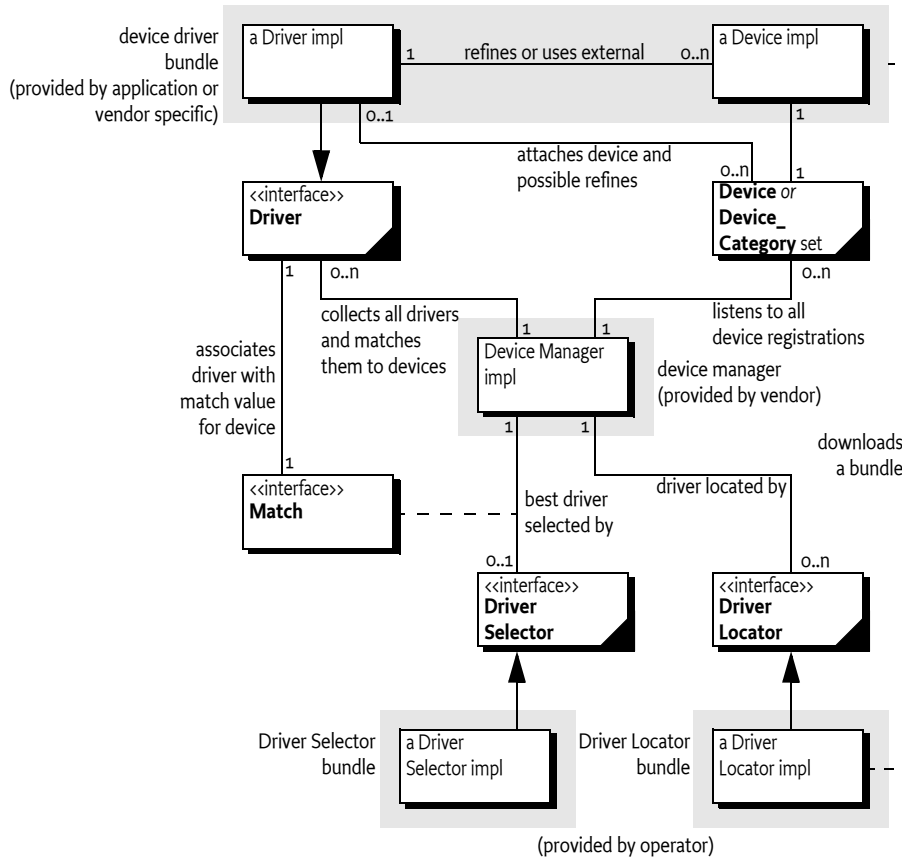 device driver
bundle
(provided by application or
vendor specific)
a Driver impl
1
refines or uses external
0..n
a Device impl
0..1
1
attaches device and
possible refines
0..n
1
<<interface>>
Driver
Device or
Device_
Category set
1
0..n
0..n
collects all drivers
and matches
them to devices
listens to all
device registrations
1
1
Device Manager
impl
device manager
(provided by vendor)
associates
driver with
match value
for device
1
1
downloads
a bundle
1
<<interface>>
Match
best driver
selected by
driver located by
0..1
0..n
<<interface>>
Driver
Selector
<<interface>>
Driver
Locator
Driver Selector
bundle
a Driver
Selector impl
Driver Locator
bundle
a Driver
Locator impl
(provided by operator)